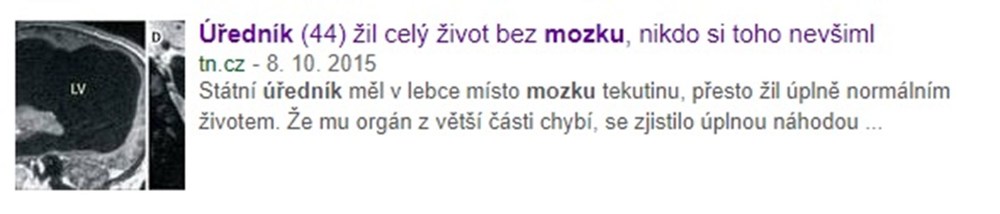 Úředník (44) žil celý život bez mozku, nikdo si toho nevšiml
tn.cz - 8. 10. 2015
Státní úředník měl v lebce místo mozku tekutinu, přesto žil úplně normálním
životem. Že mu orgán z větší části chybí, se zjistilo úplnou náhodou ...
LV
D